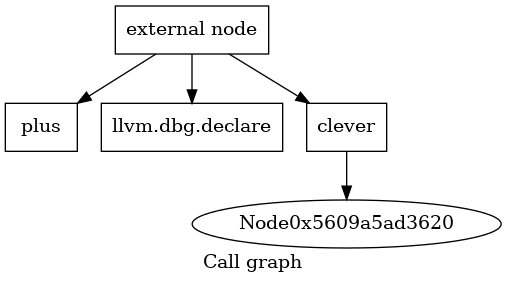 external node
plus
llvm.dbg.declare
clever
Node0x5609a5ad3620
Call graph